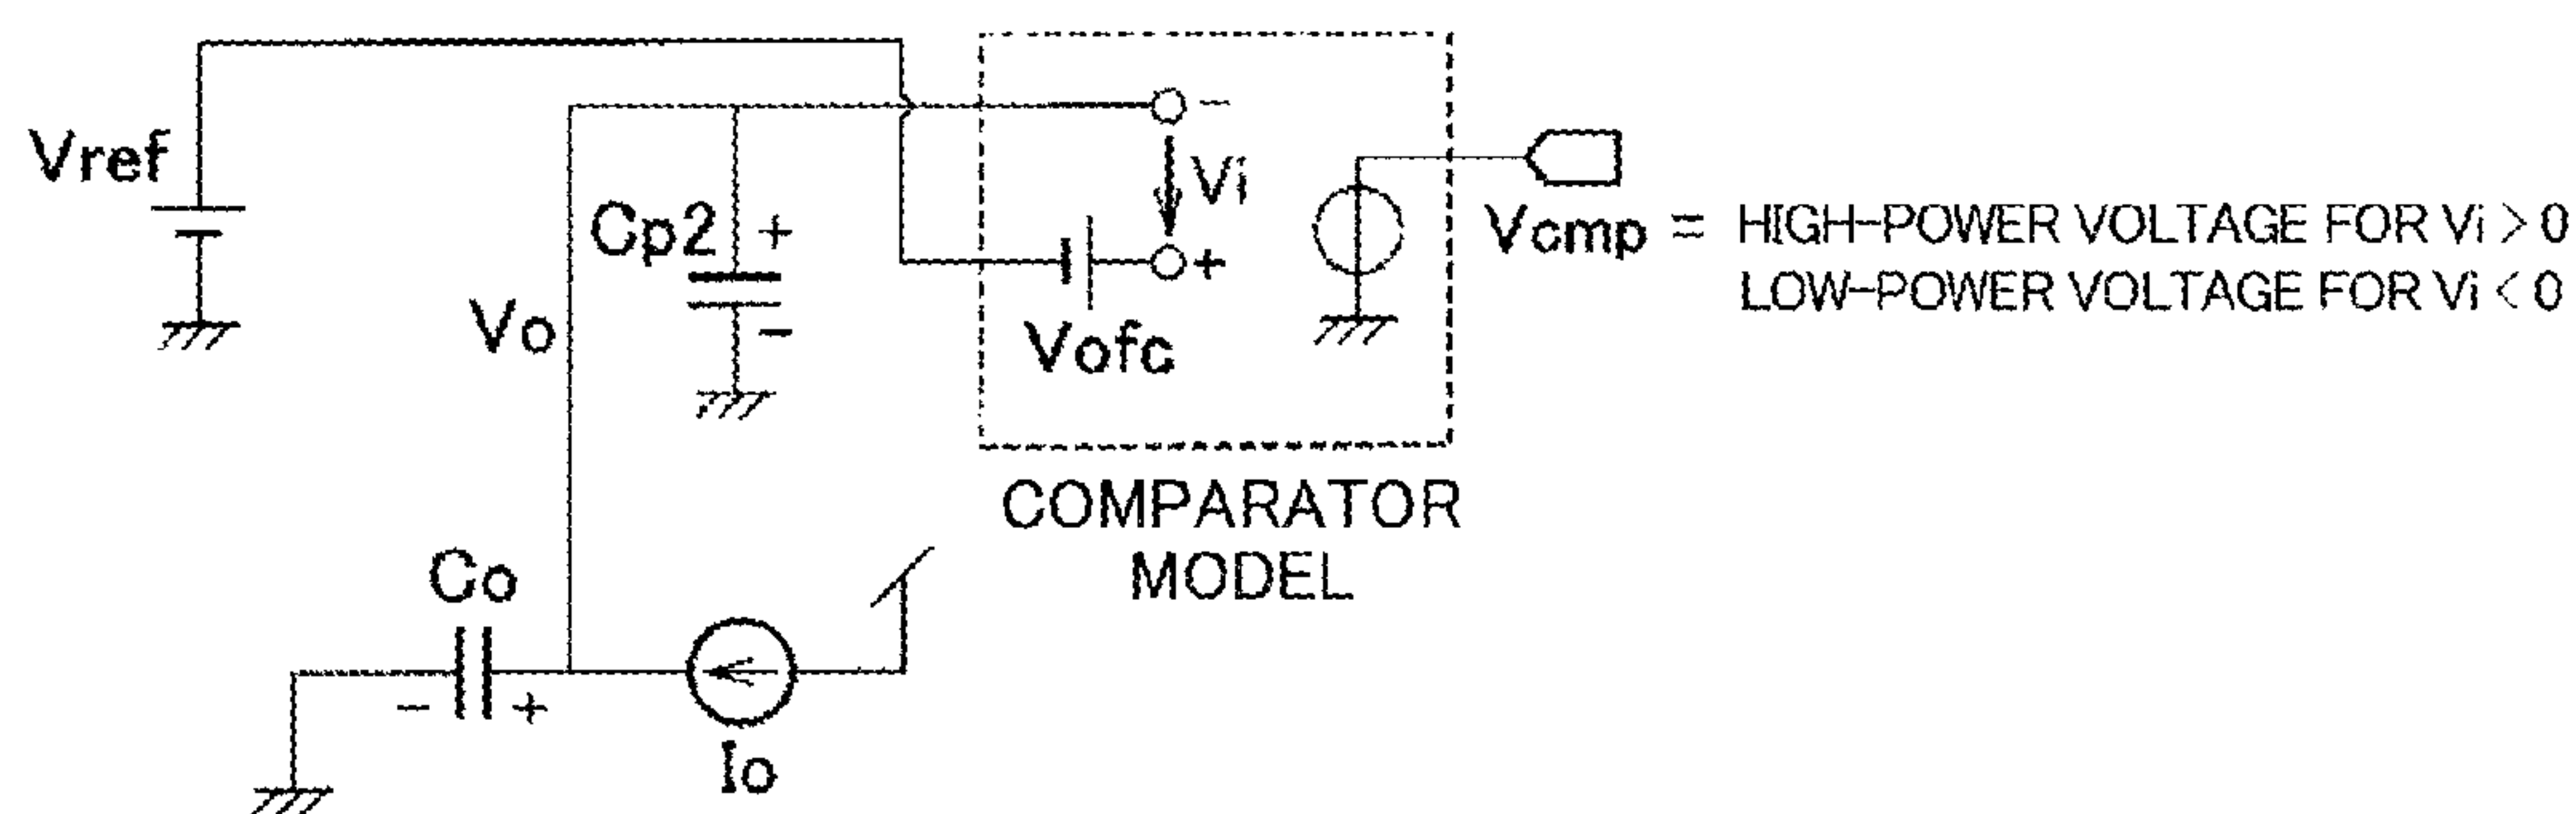 Vref
Cp2
+
-
Vo
-
Vi
+
Vofc
Vcmp = HIGH-POWER VOLTAGE FOR Vi > 0
LOW-POWER VOLTAGE FOR Vi < 0
COMPARATOR
MODEL
Co
- +
Io